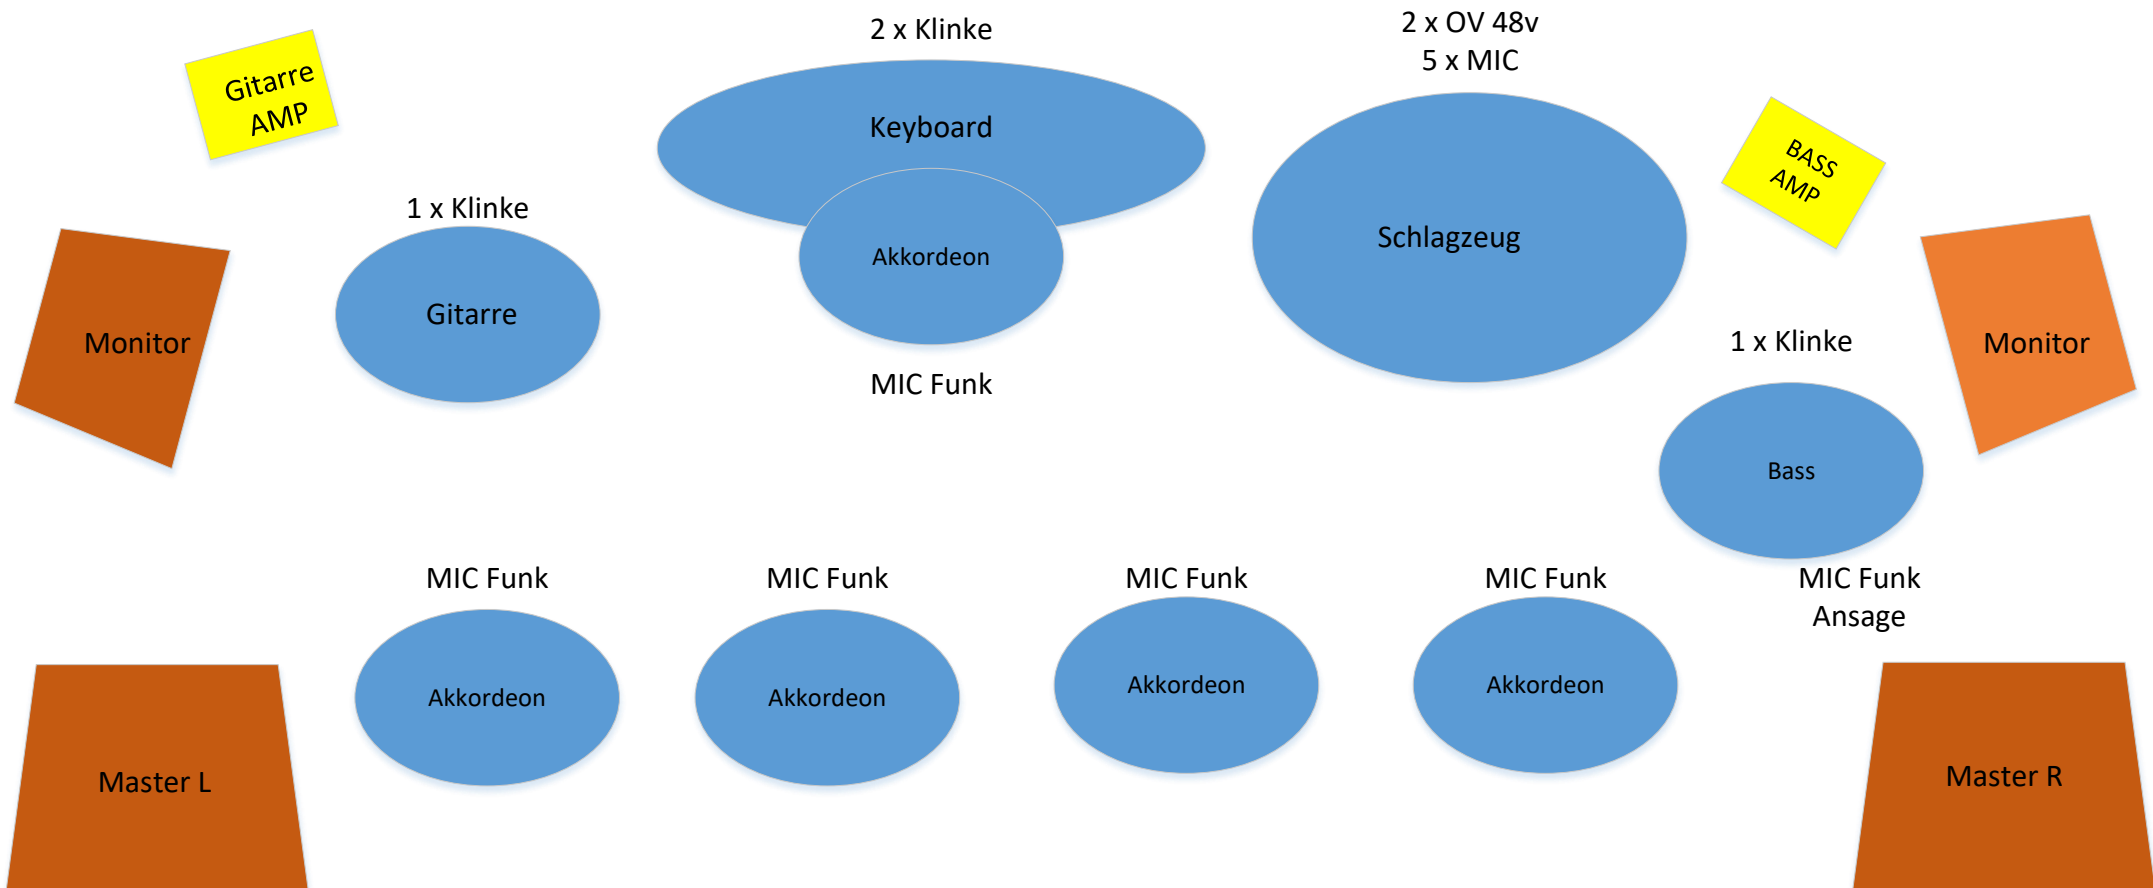 2 x Klinke
2 x OV 48v
5 x MIC
Gitarre
AMP
Keyboard
BASS
AMP
1 x Klinke
Schlagzeug
Akkordeon
Gitarre
Monitor
1 x Klinke
Monitor
MIC Funk
Bass
MIC Funk
MIC Funk
MIC Funk
MIC Funk
MIC Funk
Ansage
Akkordeon
Akkordeon
Akkordeon
Akkordeon
Master L
Master R